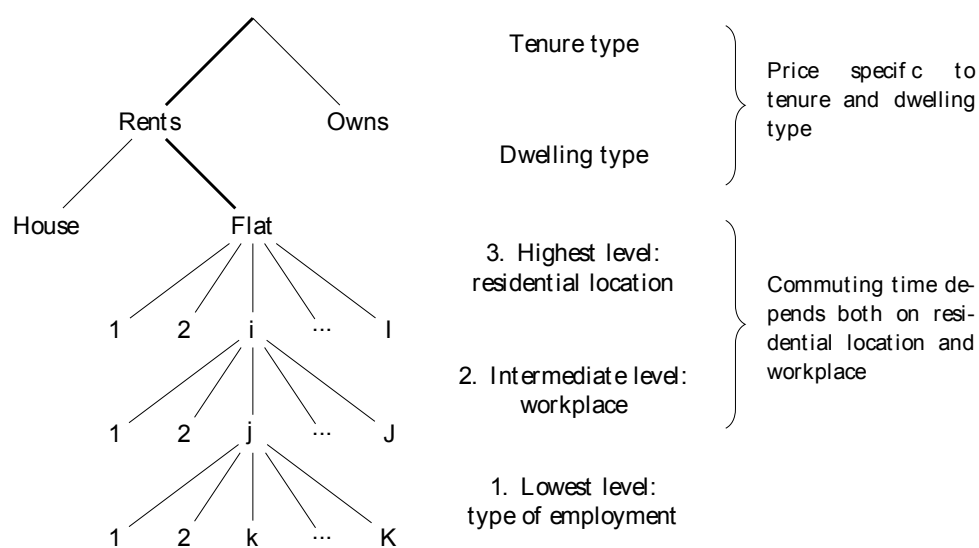 Tenure type
Price specif c to
tenure and dwelling
type
Rents Owns
Dwelling type
House Flat
3. Highest level:
residential location
Commuting time de-
pends both on resi-
dential location and
workplace
1 2 i ... I
2. Intermediate level:
workplace
1 2 j ... J
1. Lowest level:
type of employment
1 2 k ... K